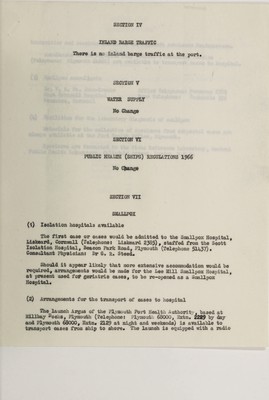 SECTION IV
INLAND BARGE TRAFFIC
There is no inland barge traffic at the port.
SECTION V
WATER SUPPLY
No Change
SECTION VI
PUBLIC HEALTH (SHIPS) REGULATIONS 1966
No Change
SECTION VII
SMALLPOX
(1) Isolation hospitals available
The first case or cases would be admitted to the Smallpox Hospital,
Liskeard, Cornwall (Telephone: Liskeard 2305), staffed from the Scott
Isolation Hospital, Beacon Park Road, Plymouth (Telephone 51437).
Consultant Physician: Dr S. R. Steed.
Should it appear likely that more extensive accommodation would be
required, arrangements would be made for the Lee Mill Smallpox Hospital,
at present used for geriatric cases, to be re-opened as a Smallpox
Hospital.
(2) Arrangements for the transport of cases to hospital
The launch Argus of the Plymouth Port Health Authority, based at
Millbay Docks, Plymouth (Telephone: Plymouth 68000, Extn. 2229 by day
and Plymouth 68000, Extn. 2129 at night and weekends) is available to
transport cases from ship to shore. The launch is equipped with a radio